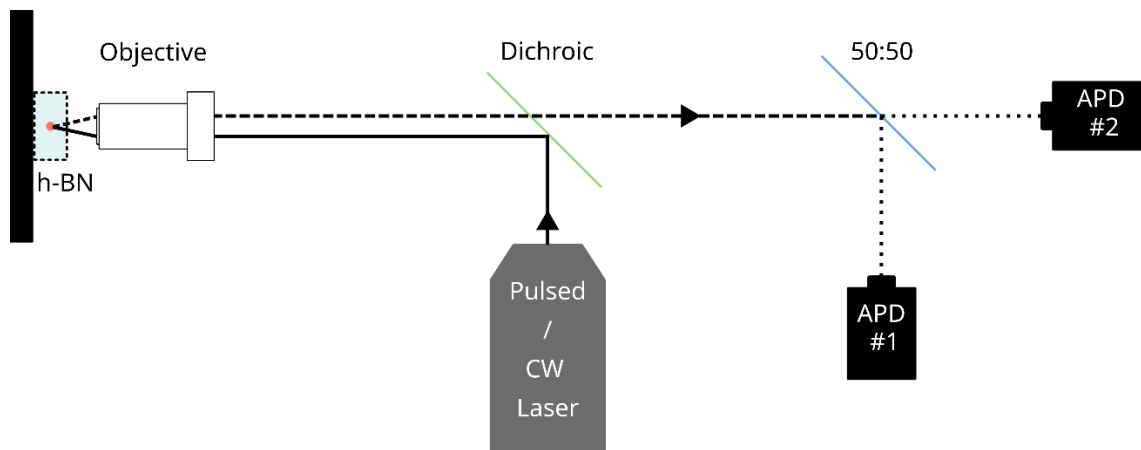 Objective
Dichroic
50:50
APD
#2
h-BN
Pulsed
/
CW
Laser
APD
#1